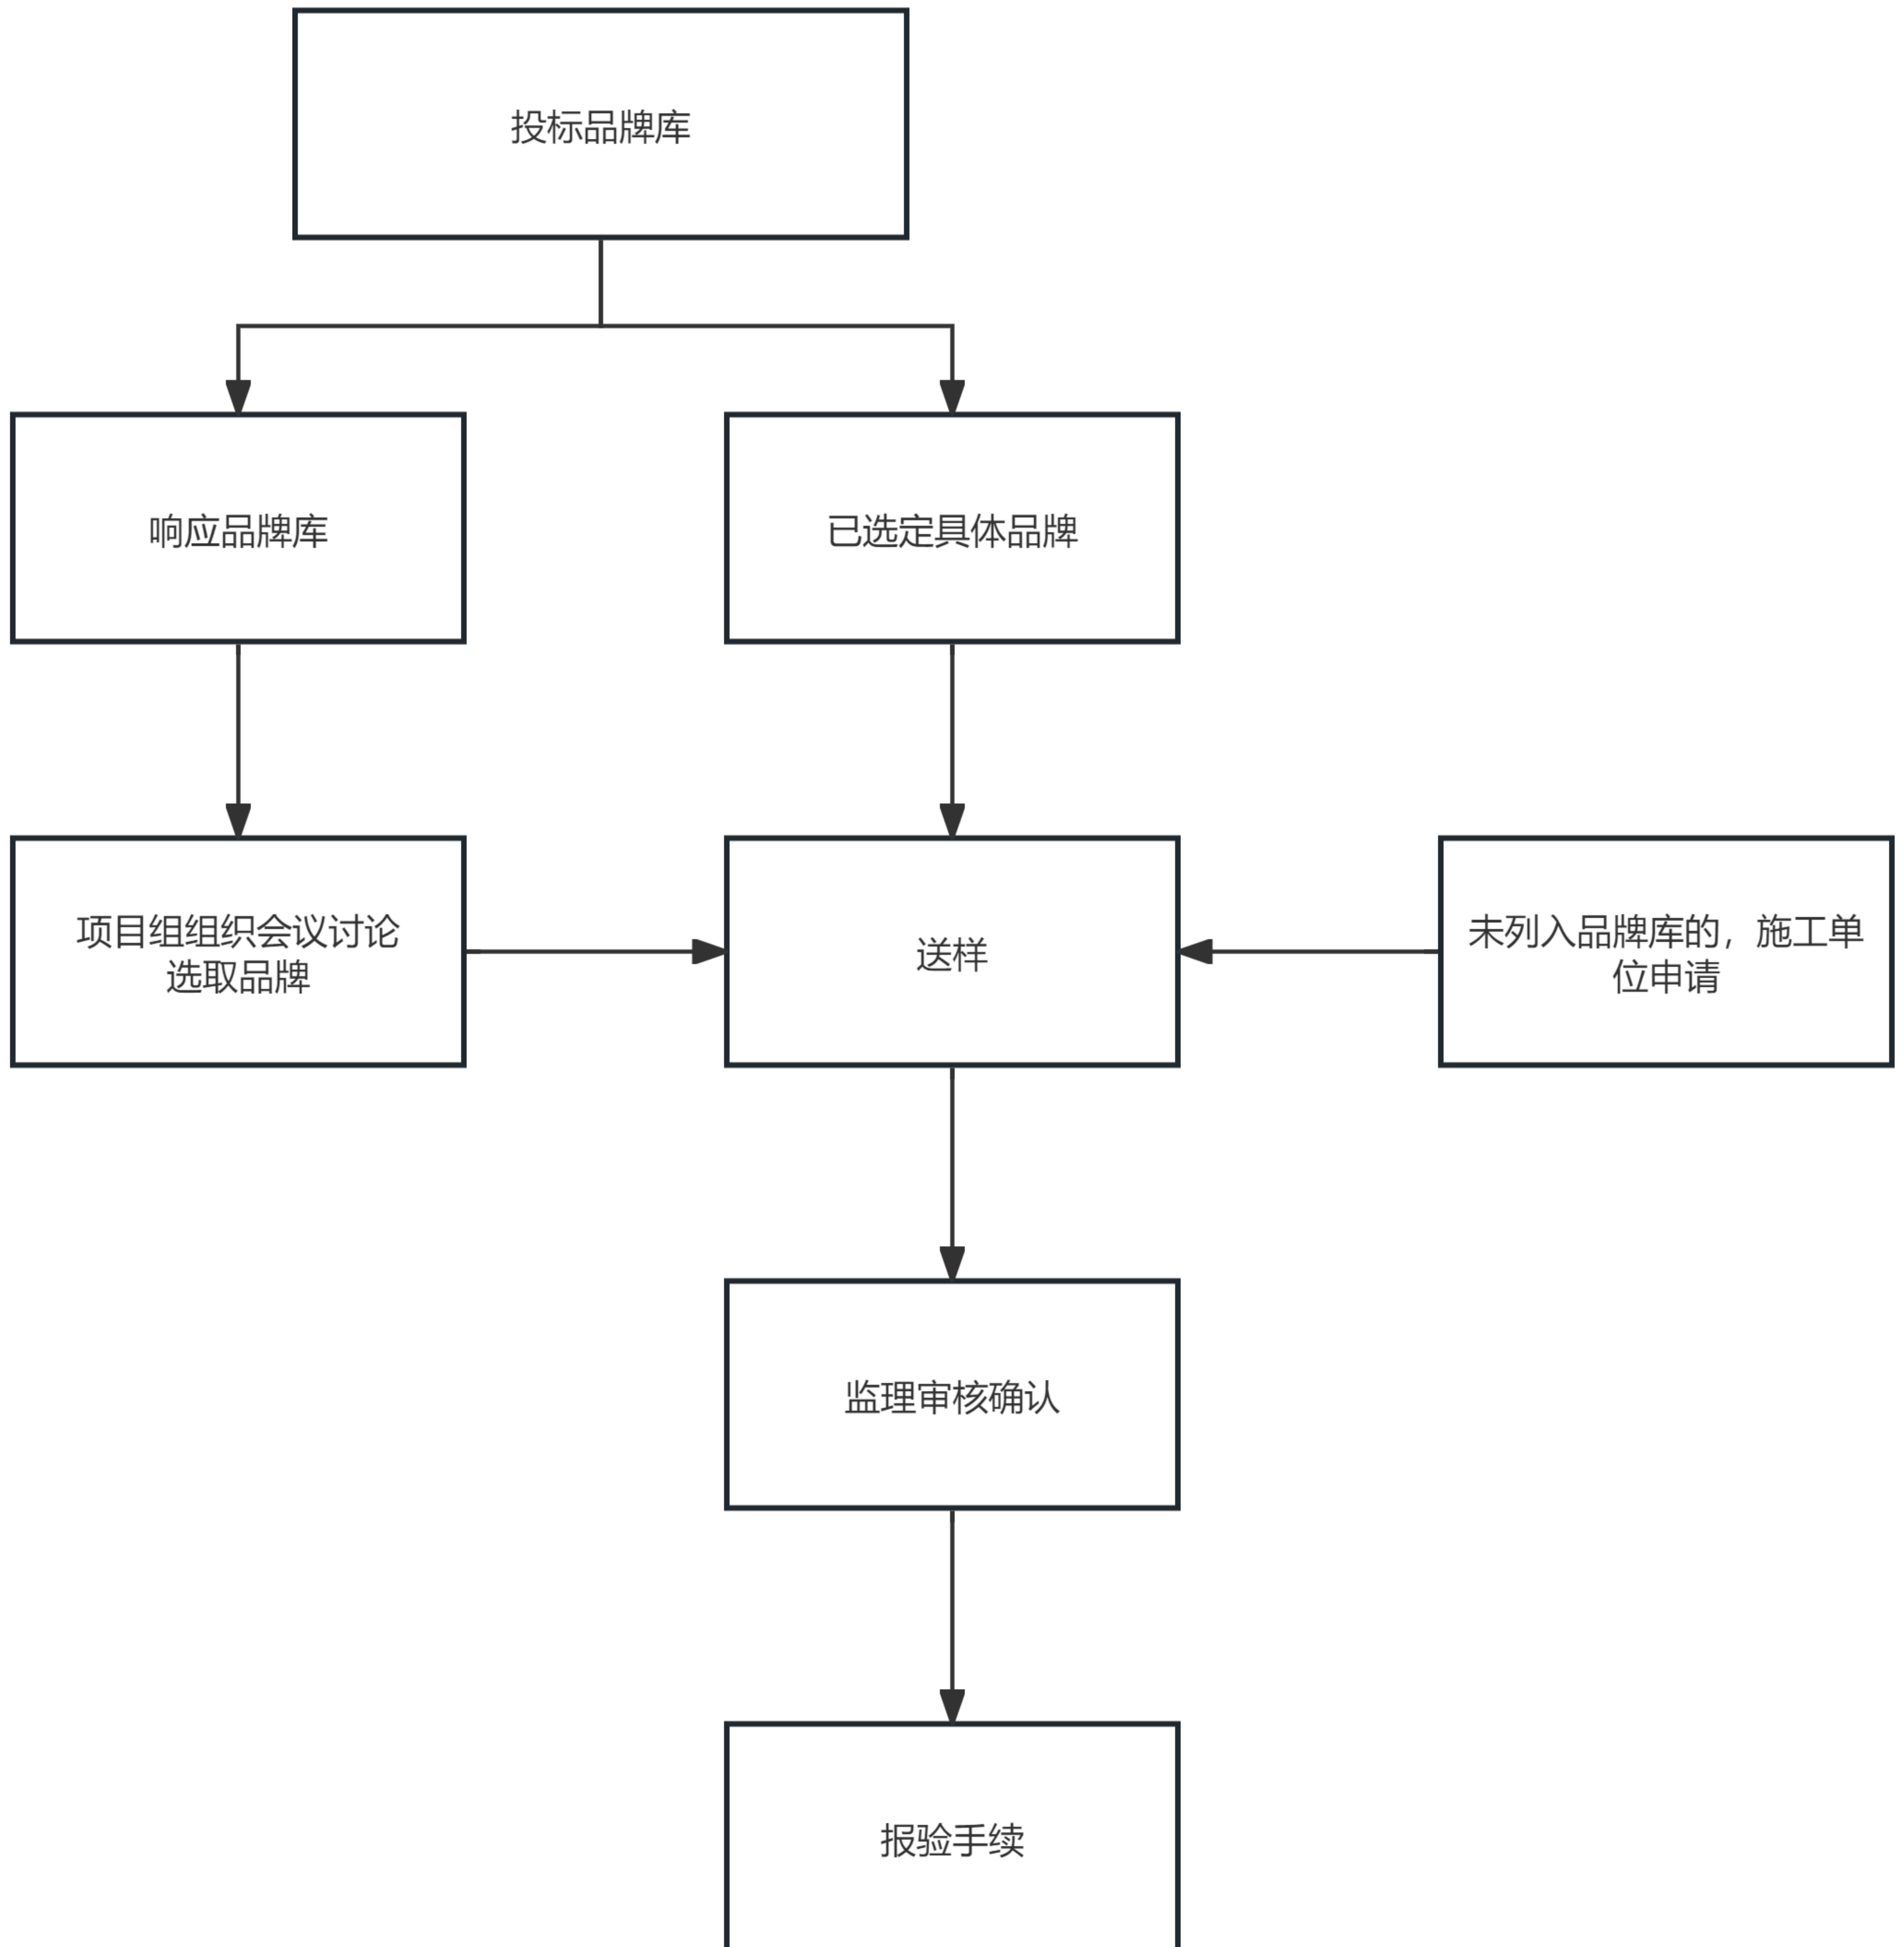 投标品牌库
响应品牌库
已选定具体品牌
项目组组织会议讨论
选取品牌
送样
未列入品牌库的，施工单
位申请
监理审核确认
报验手续